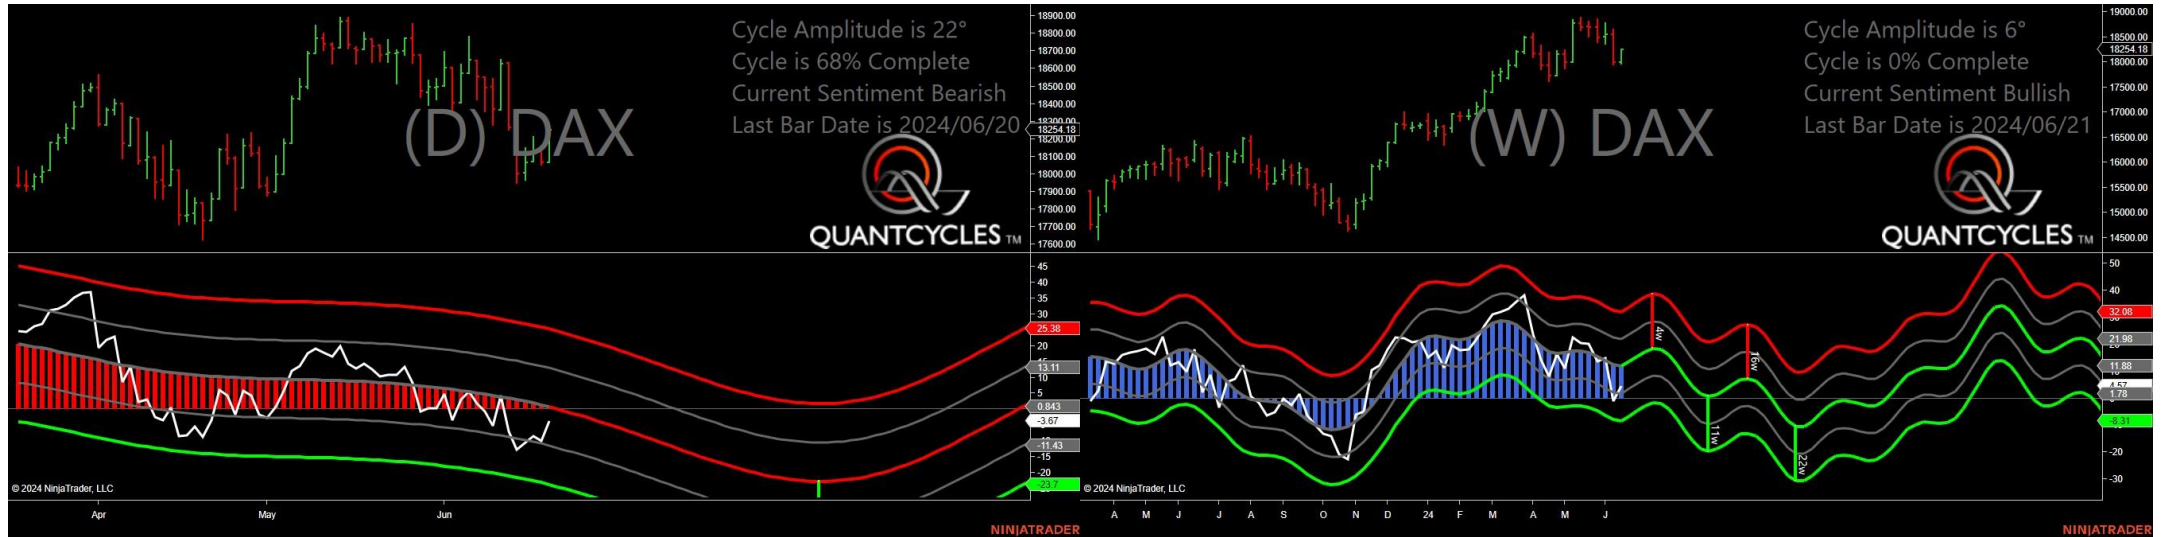 Cycle Amplitude is 22°
Cycle is 68% Complete
Current Sentiment Bearish
Last Bar Date is 2024/06/20
(D) DAX
QUANTCYCLES TM
18900.00
18800.00
18700.00
18600.00
18500.00
18400.00
18300.00
18254.18
18200.00
18100.00
18000.00
17900.00
17800.00
17700.00
17600.00
45
40
35
30
25.38
20
15
13.11
10
5
0.843
-3.67
-11.43
-15
-20
-23.7
© 2024 NinjaTrader, LLC
Apr May Jun
NINJATRADER
Cycle Amplitude is 6°
Cycle is 0% Complete
Current Sentiment Bullish
Last Bar Date is 2024/06/21
(W) DAX
QUANTCYCLES TM
19000.00
18500.00
18254.18
18000.00
17500.00
17000.00
16500.00
16000.00
15500.00
15000.00
14500.00
50
40
32.08
21.98
11.88
4.57
1.78
-8.31
-20
-30
4w
11w
16w
22w
© 2024 NinjaTrader, LLC
A M J J A S O N D 24 F M A M J
NINJATRADER